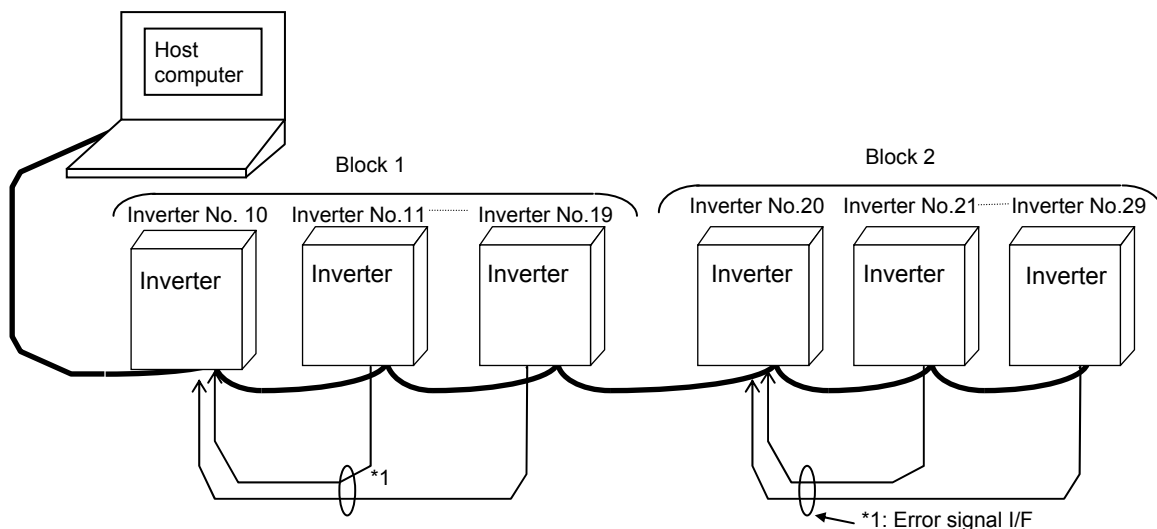 Host
computer
Block 1
Block 2
Inverter No. 10
Inverter No.11
Inverter No.19
Inverter No.20
Inverter No.21
Inverter No.29
Inverter
Inverter
Inverter
Inverter
Inverter
Inverter
*1
*1: Error signal I/F